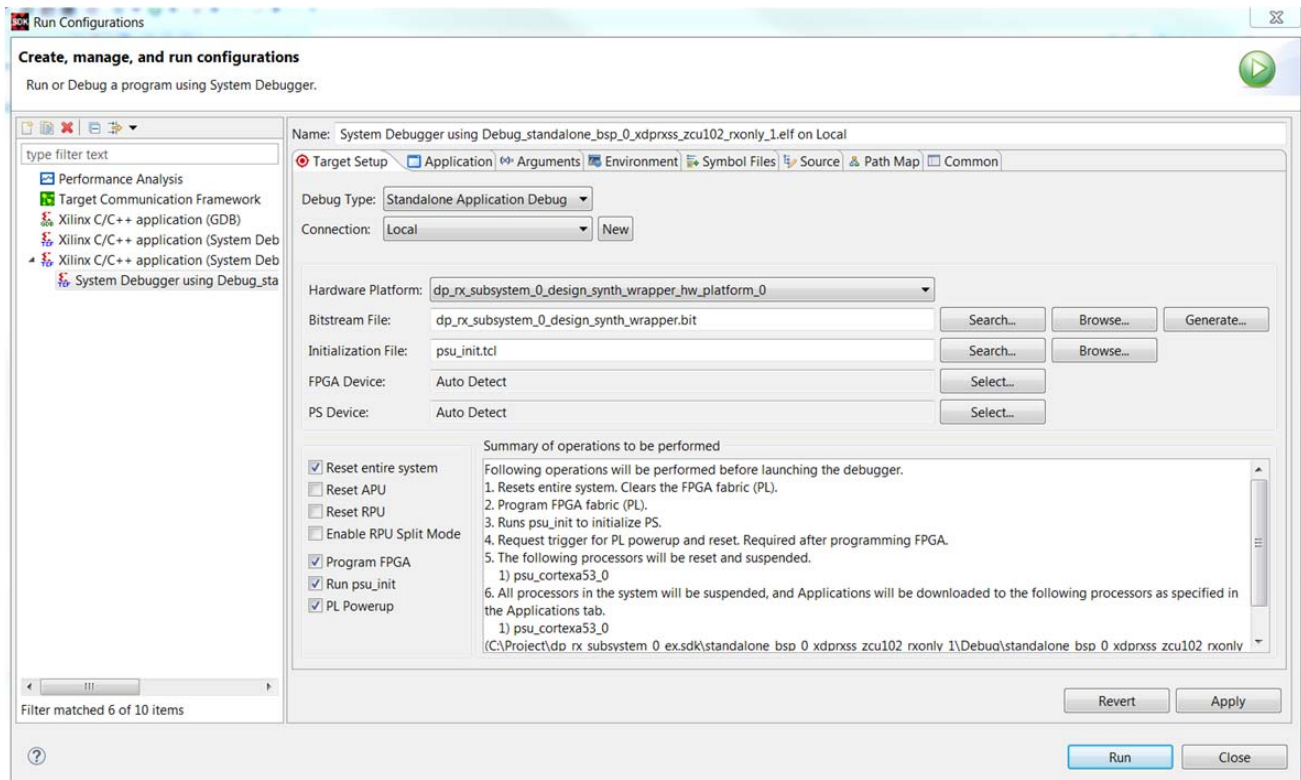 SDK Run Configurations
Create, manage, and run configurations
Run or Debug a program using System Debugger.
type filter text
Performance Analysis
Target Communication Framework
Xilinx C/C++ application (GDB)
Xilinx C/C++ application (System Deb
Xilinx C/C++ application (System Deb
System Debugger using Debug_sta
Filter matched 6 of 10 items
Name: System Debugger using Debug_standalone_bsp_0_xdprxss_zcu102_rxonly_1.elf on Local
Target Setup Application Arguments Environment Symbol Files Source Path Map Common
Debug Type: Standalone Application Debug
Connection: Local New
Hardware Platform: dp_rx_subsystem_0_design_synth_wrapper_hw_platform_0
Bitstream File: dp_rx_subsystem_0_design_synth_wrapper.bit Search... Browse... Generate...
Initialization File: psu_init.tcl Search... Browse...
FPGA Device: Auto Detect Select...
PS Device: Auto Detect Select...
Reset entire system
Reset APU
Reset RPU
Enable RPU Split Mode
Program FPGA
Run psu_init
PL Powerup
Summary of operations to be performed
Following operations will be performed before launching the debugger.
1. Resets entire system. Clears the FPGA fabric (PL).
2. Program FPGA fabric (PL).
3. Runs psu_init to initialize PS.
4. Request trigger for PL powerup and reset. Required after programming FPGA.
5. The following processors will be reset and suspended.
1) psu_cortexa53_0
6. All processors in the system will be suspended, and Applications will be downloaded to the following processors as specified in
the Applications tab.
1) psu_cortexa53_0
(C:\Project\dp_rx_subsystem_0_ex.sdk\standalone_bsp_0_xdprxss_zcu102_rxonly_1\Debug\standalone_bsp_0_xdprxss_zcu102_rxonly
Revert Apply
Run Close